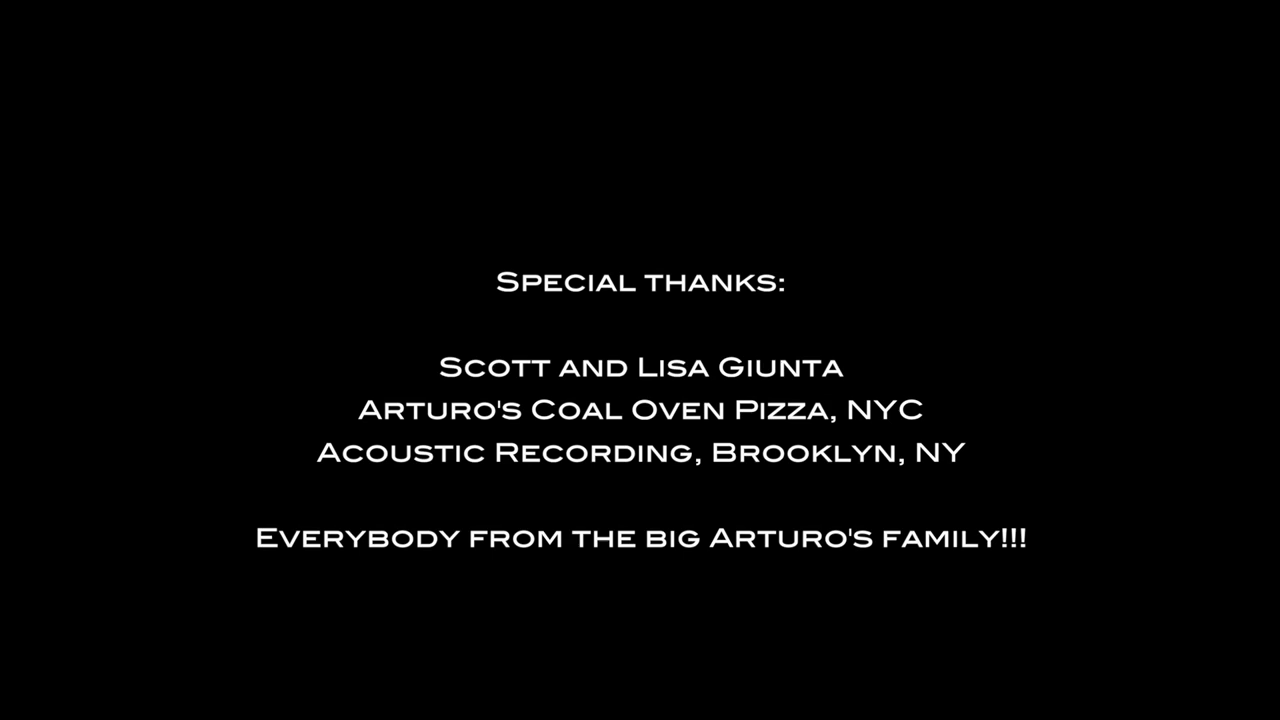 Special thanks:
Scott and Lisa Giunta
Arturo's Coal Oven Pizza, NYC
Acoustic Recording, Brooklyn, NY
Everybody from the big Arturo's family!!!